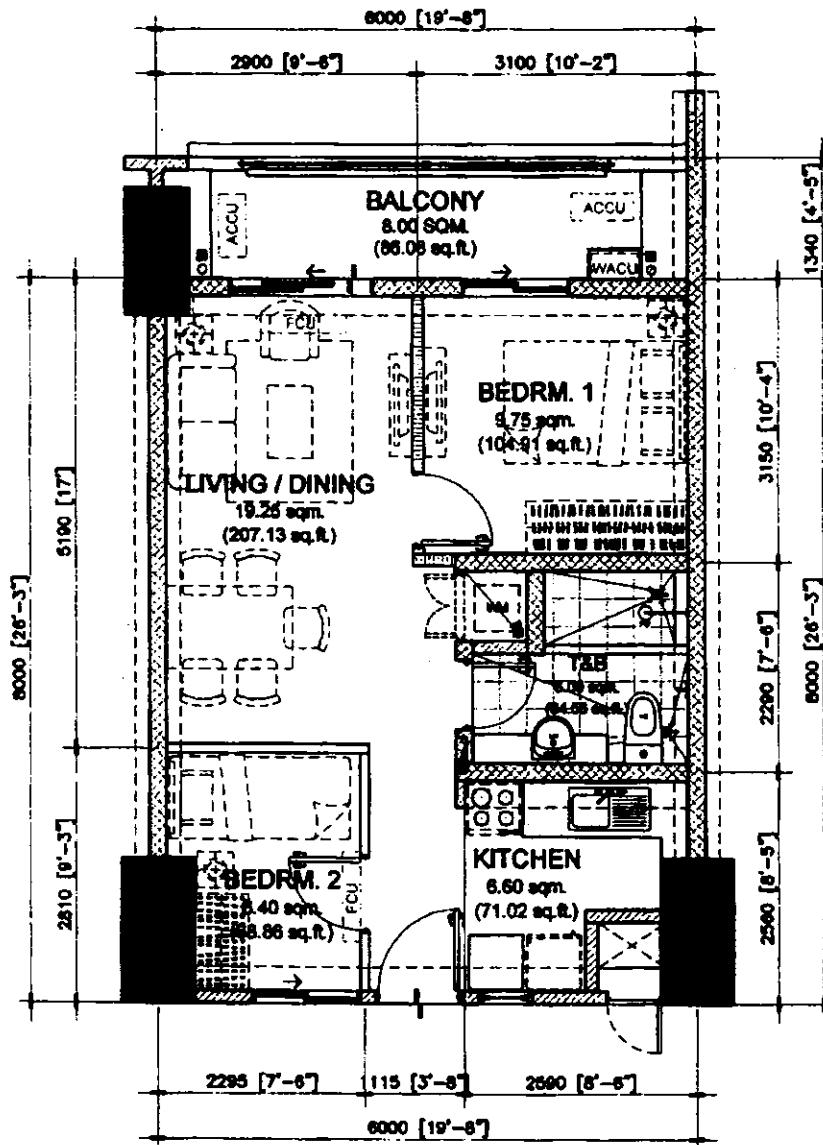 6000 [19'-8"]
2900 [9'-6"]
3100 [10'-2"]
BALCONY
8.00 SQM.
(86.08 sq.ft.)
ACCU
ACCU
WACU
1340 [4'-5"]
FCU
BEDRM. 1
9.75 sqm.
(104.91 sq.ft.)
3150 [10'-4"]
LIVING / DINING
19.25 sqm.
(207.13 sq.ft.)
5190 [17']
8000 [26'-3"]
8000 [26'-3"]
T&B
2290 [7'-6"]
KITCHEN
6.60 sqm.
(71.02 sq.ft.)
BEDRM. 2
FCU
2810 [9'-3"]
2560 [8'-5"]
2295 [7'-6"]
1115 [3'-8"]
2590 [8'-6"]
6000 [19'-8"]